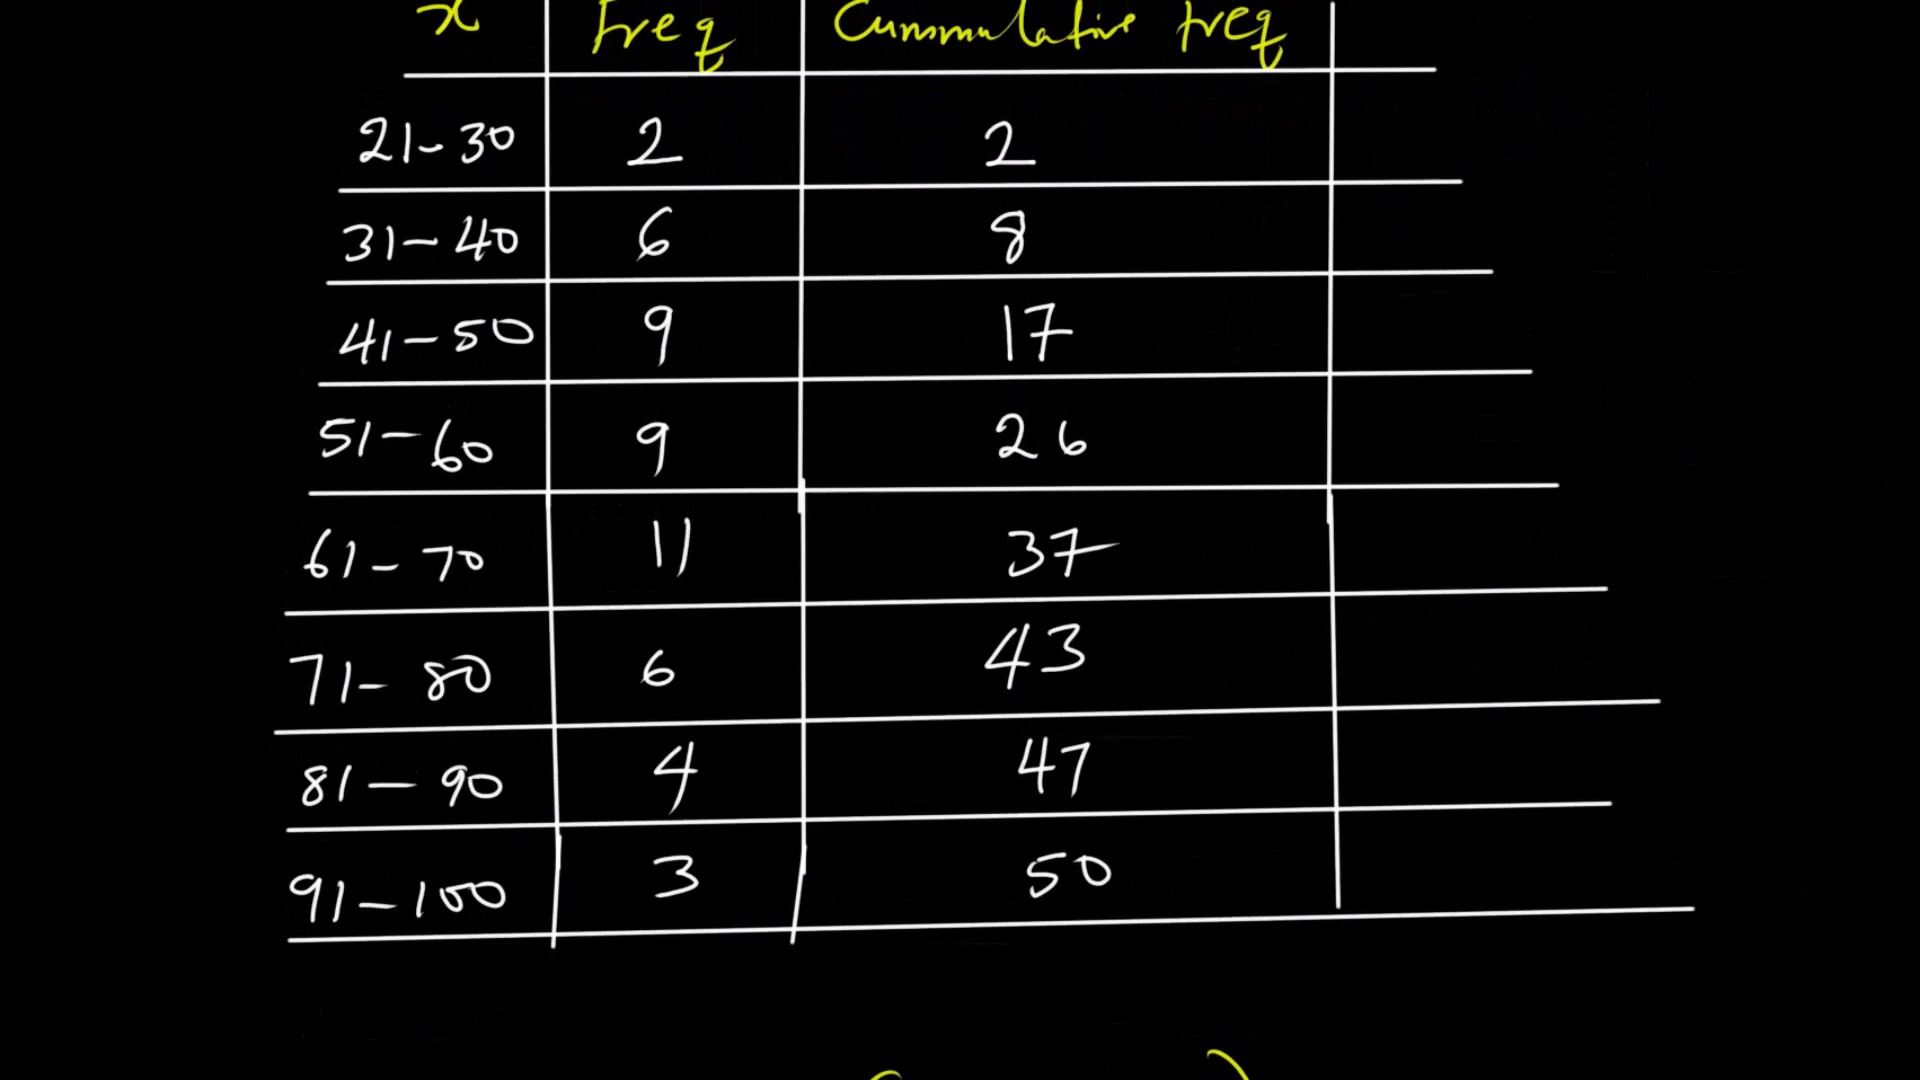 x Freq Cummulative freq
21-30 2 2
31-40 6 8
41-50 9 17
51-60 9 26
61-70 11 37
71-80 6 43
81-90 4 47
91-100 3 50